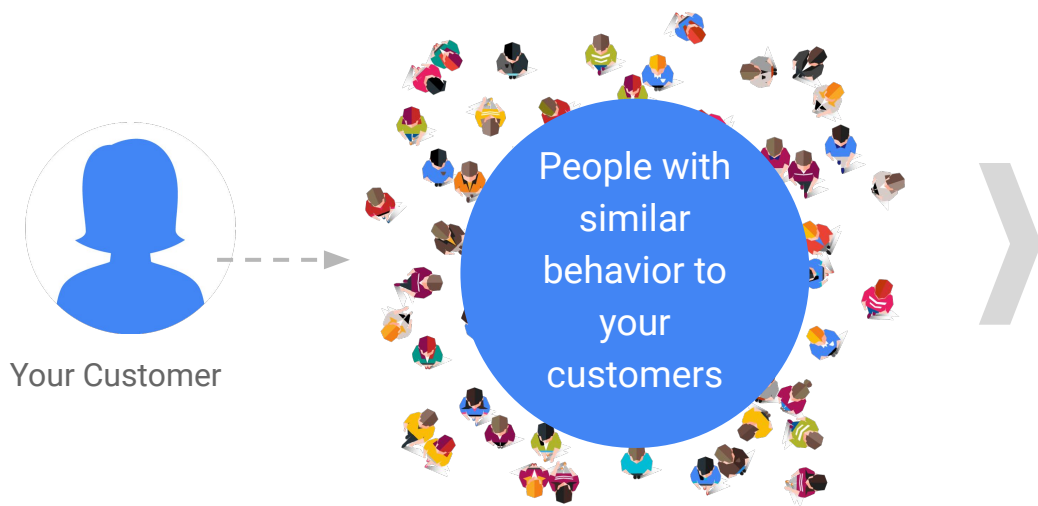 People with
similar
behavior to
your
customers
Your Customer